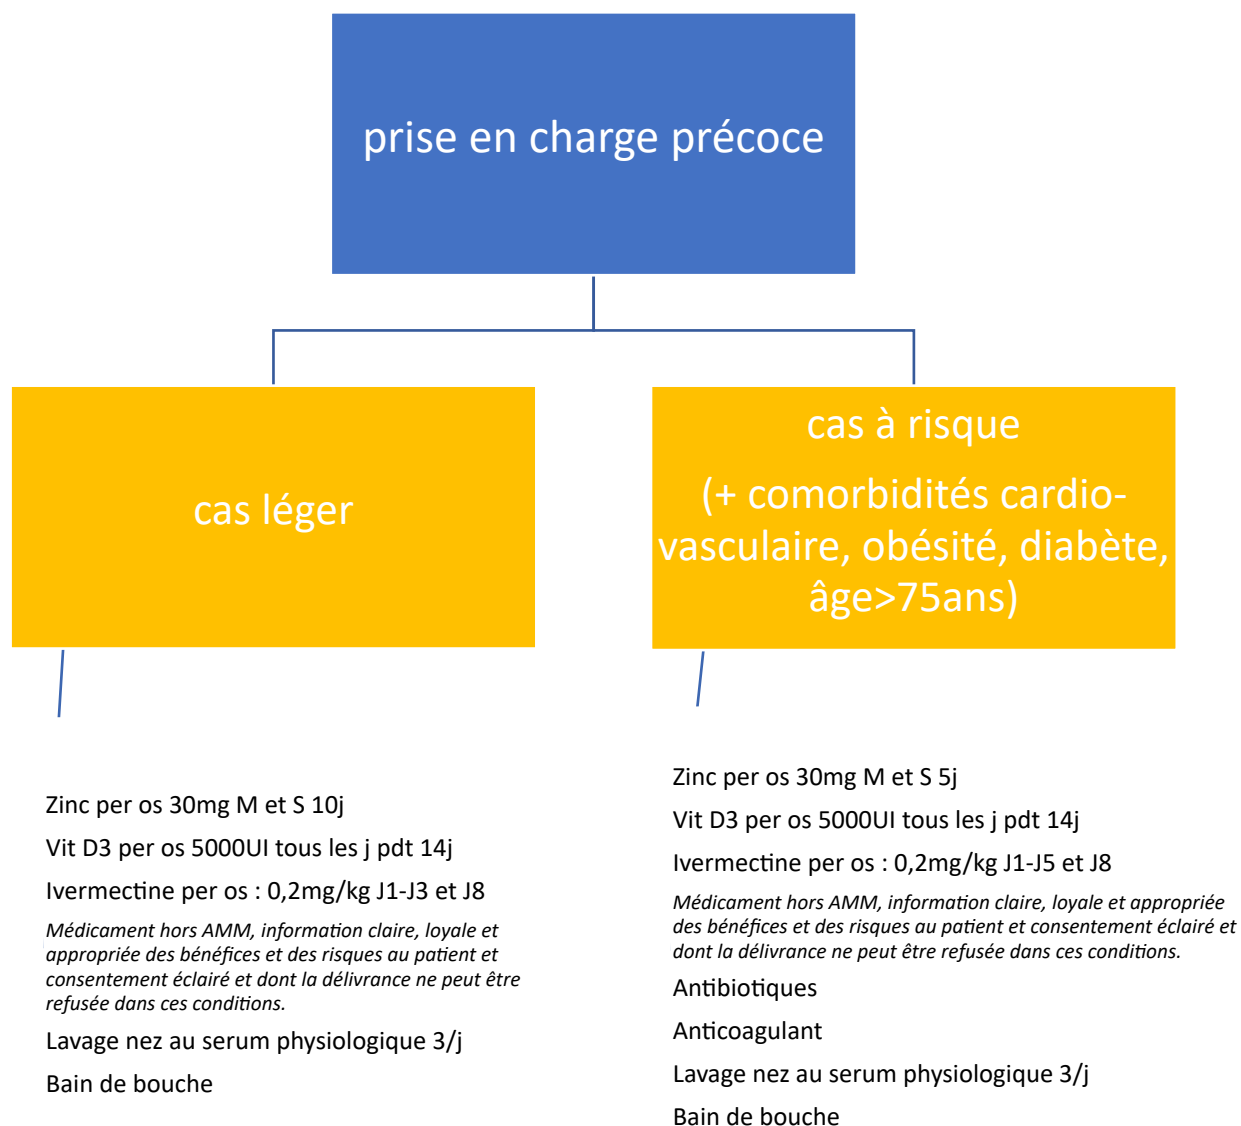 prise en charge précoce
cas léger
cas à risque
(+ comorbidités cardio-
vasculaire, obésité, diabète,
âge>75ans)
Zinc per os 30mg M et S 10j
Vit D3 per os 5000UI tous les j pdt 14j
Ivermectine per os : 0,2mg/kg J1-J3 et J8
Médicament hors AMM, information claire, loyale et
appropriée des bénéfices et des risques au patient et
consentement éclairé et dont la délivrance ne peut être
refusée dans ces conditions.
Lavage nez au serum physiologique 3/j
Bain de bouche
Zinc per os 30mg M et S 5j
Vit D3 per os 5000UI tous les j pdt 14j
Ivermectine per os : 0,2mg/kg J1-J5 et J8
Médicament hors AMM, information claire, loyale et appropriée
des bénéfices et des risques au patient et consentement éclairé et
dont la délivrance ne peut être refusée dans ces conditions.
Antibiotiques
Anticoagulant
Lavage nez au serum physiologique 3/j
Bain de bouche